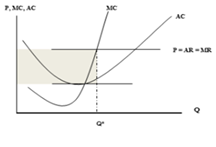 P, MC, AC
MC
AC
P = AR = MR
Q
Q*